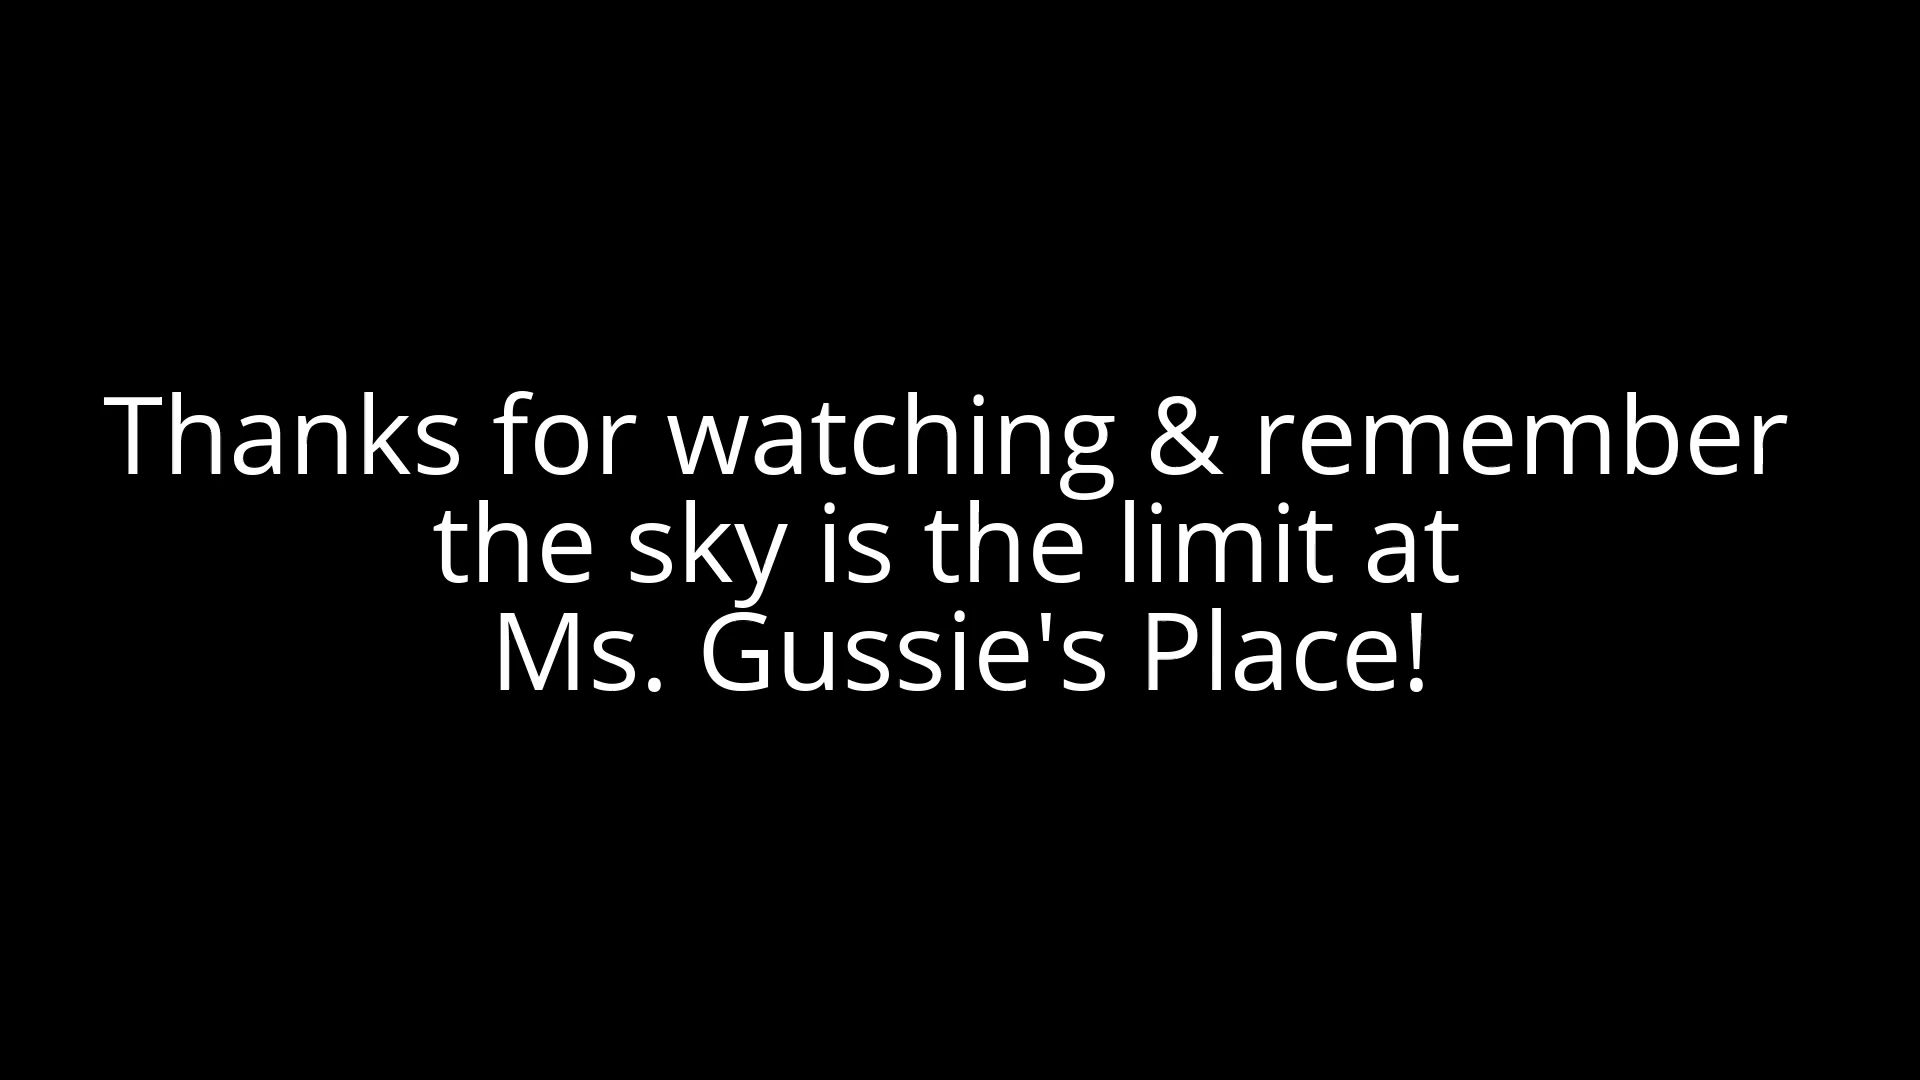 Thanks for watching & remember
the sky is the limit at
Ms. Gussie's Place!